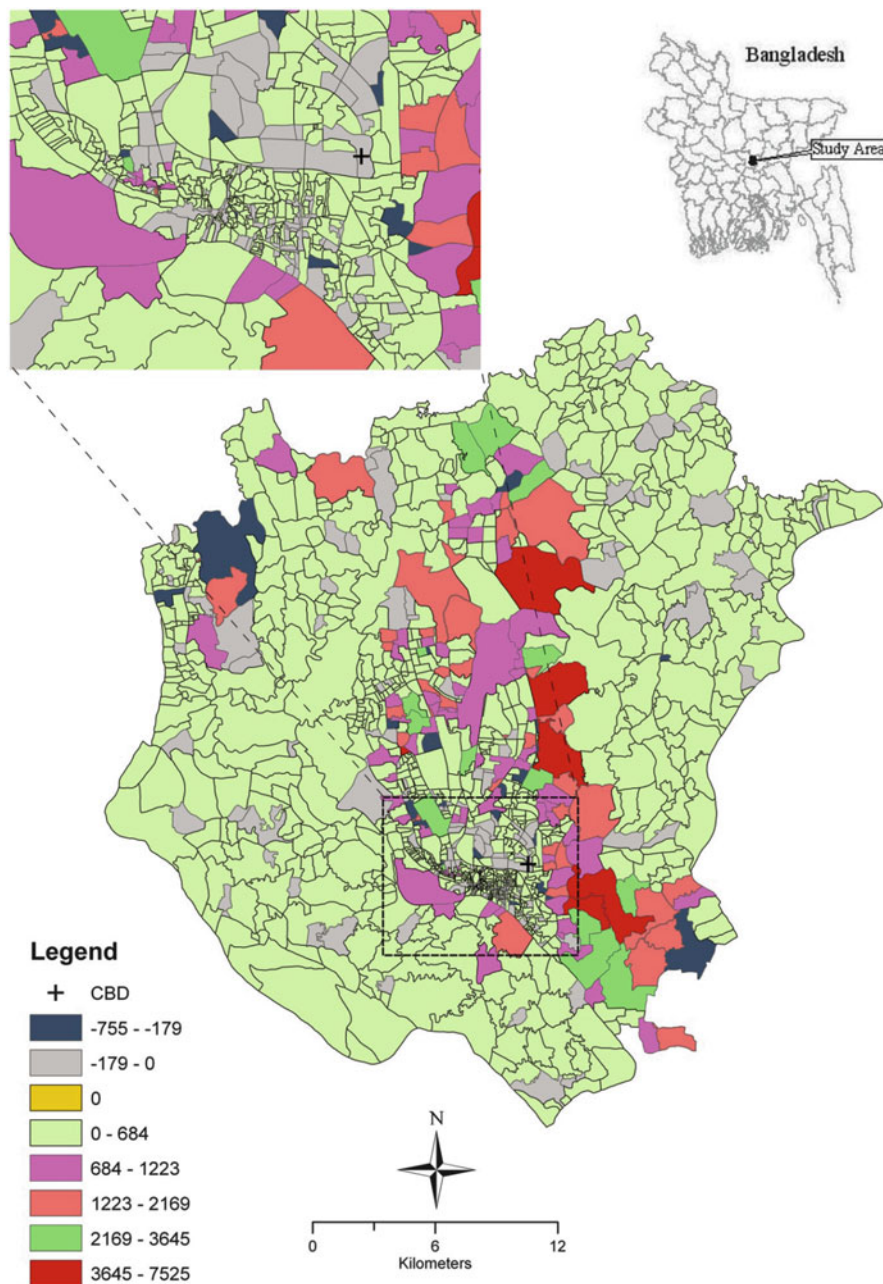 Bangladesh
Study Area
Legend
CBD
-755 - -179
-179 - 0
0
0 - 684
684 - 1223
1223 - 2169
2169 - 3645
3645 - 7525
N
0 6 12
Kilometers